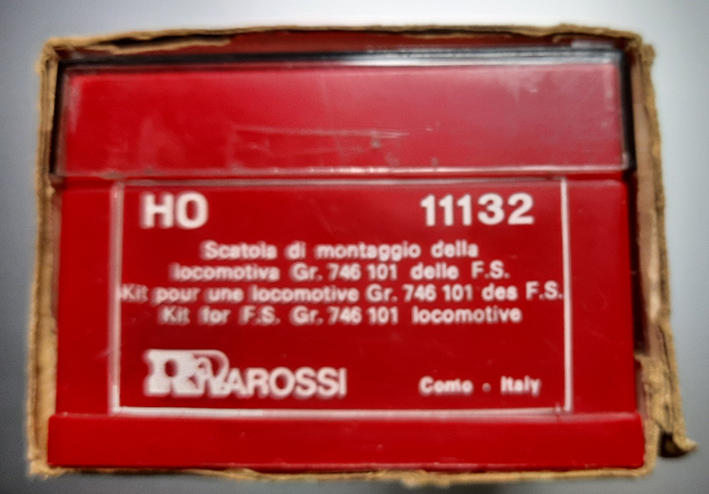 HO 11132
Scatola di montaggio della
locomotiva Gr. 746 101 delle F.S.
Kit pour une locomotive Gr. 746 101 des F.S.
Kit for F.S. Gr. 746 101 locomotive
RIVAROSSI Como - Italy